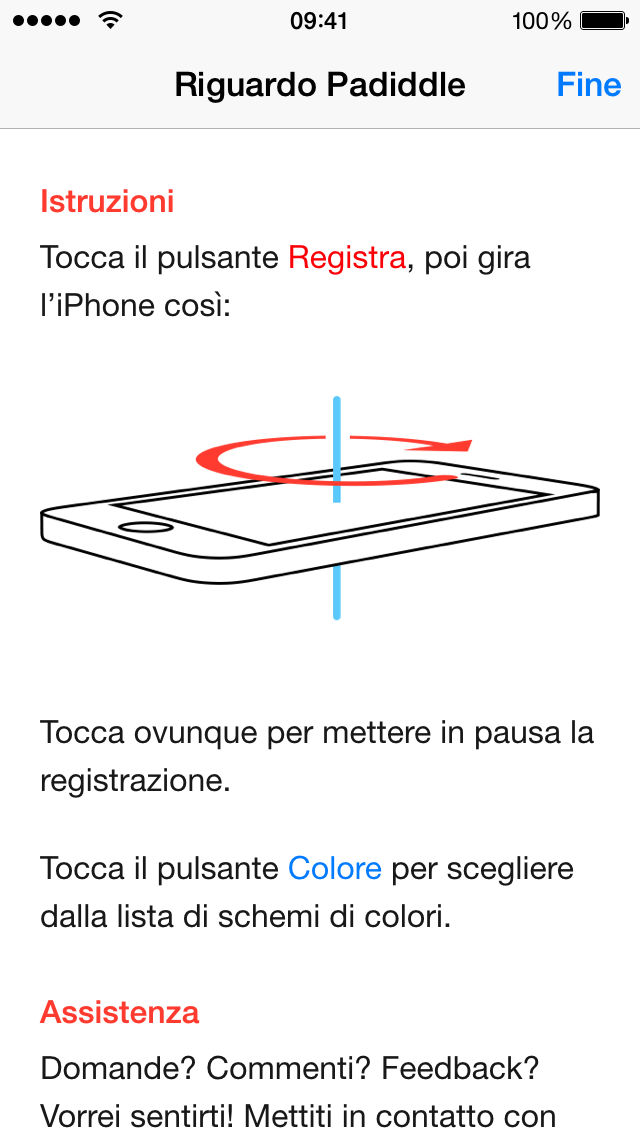 09:41
100%
Riguardo Padiddle
Fine
Istruzioni
Tocca il pulsante Registra, poi gira
l’iPhone così:
Tocca ovunque per mettere in pausa la
registrazione.
Tocca il pulsante Colore per scegliere
dalla lista di schemi di colori.
Assistenza
Domande? Commenti? Feedback?
Vorrei sentirti! Mettiti in contatto con